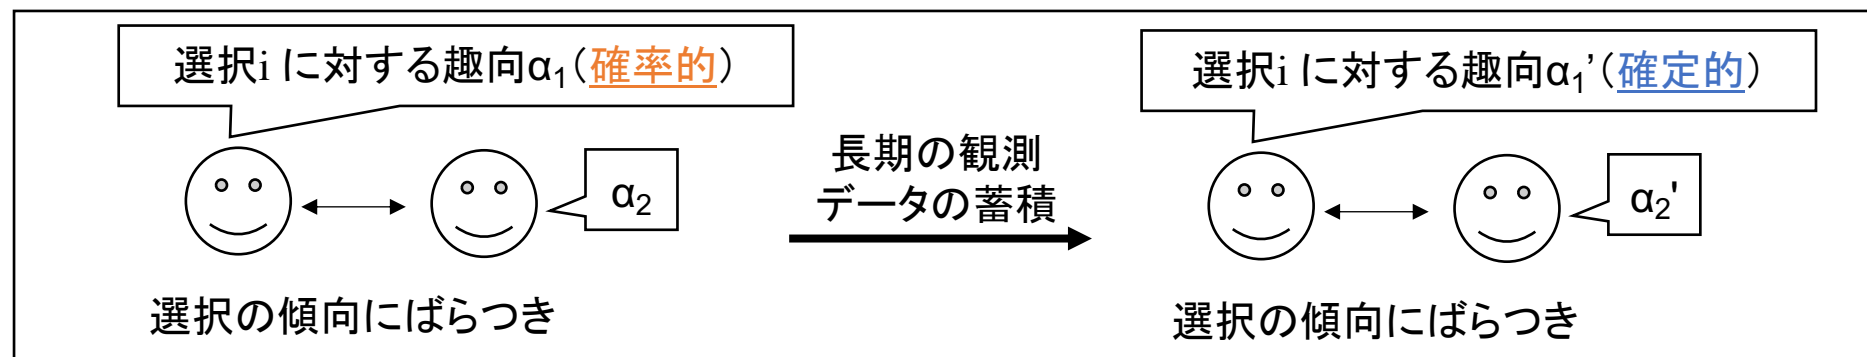 選択i に対する趣向α1(確率的)
α2
選択の傾向にばらつき
長期の観測
データの蓄積
選択i に対する趣向α1’(確定的)
α2'
選択の傾向にばらつき